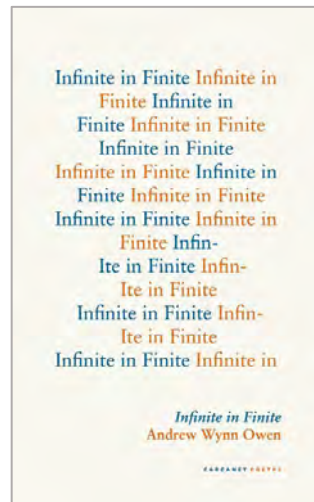 Infinite in Finite Infinite in
Finite Infinite in
Finite Infinite in Finite
Infinite in Finite
Infinite in Finite Infinite in
Finite Infinite in Finite
Infinite in Finite Infinite in
Finite Infin-
Ite in Finite Infin-
Ite in Finite
Infinite in Finite Infin-
Ite in Finite
Infinite in Finite Infinite in
Infinite in Finite
Andrew Wynn Owen
CARCANET POETRY